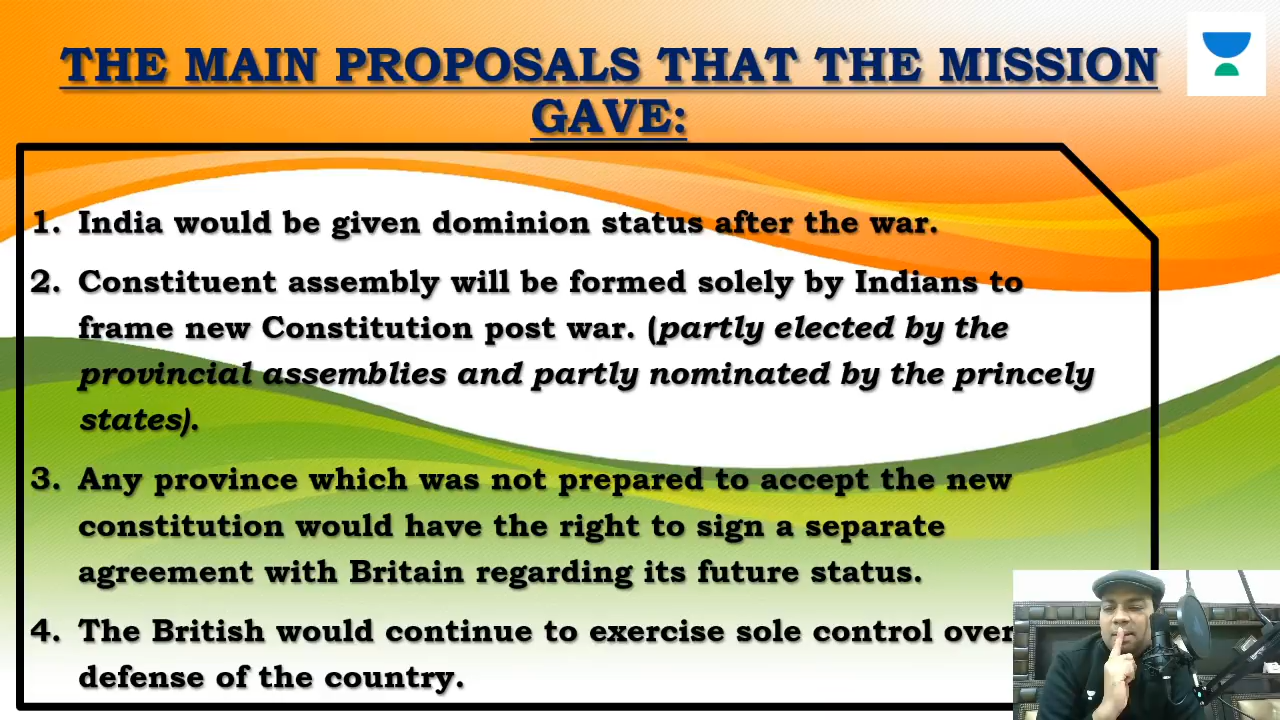 THE MAIN PROPOSALS THAT THE MISSION
GAVE:
1. India would be given dominion status after the war.
2. Constituent assembly will be formed solely by Indians to
frame new Constitution post war. (partly elected by the
provincial assemblies and partly nominated by the princely
states).
3. Any province which was not prepared to accept the new
constitution would have the right to sign a separate
agreement with Britain regarding its future status.
4. The British would continue to exercise sole control over
defense of the country.